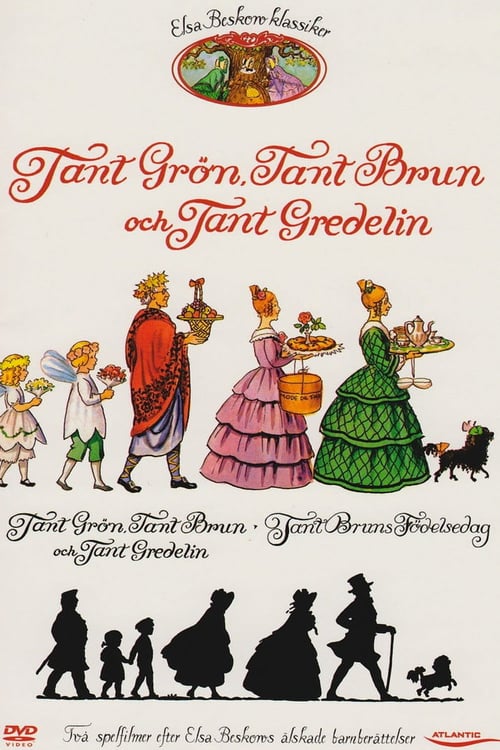 Elsa Beskow klassiker
Tant Grön, Tant Brun
och Tant Gredelin
Tant Grön, Tant Brun
och Tant Gredelin
· Tant Bruns Födelsedag
DVD
VIDEO
Två spelfilmer efter Elsa Beskows älskade barnberättelser
ATLANTIC